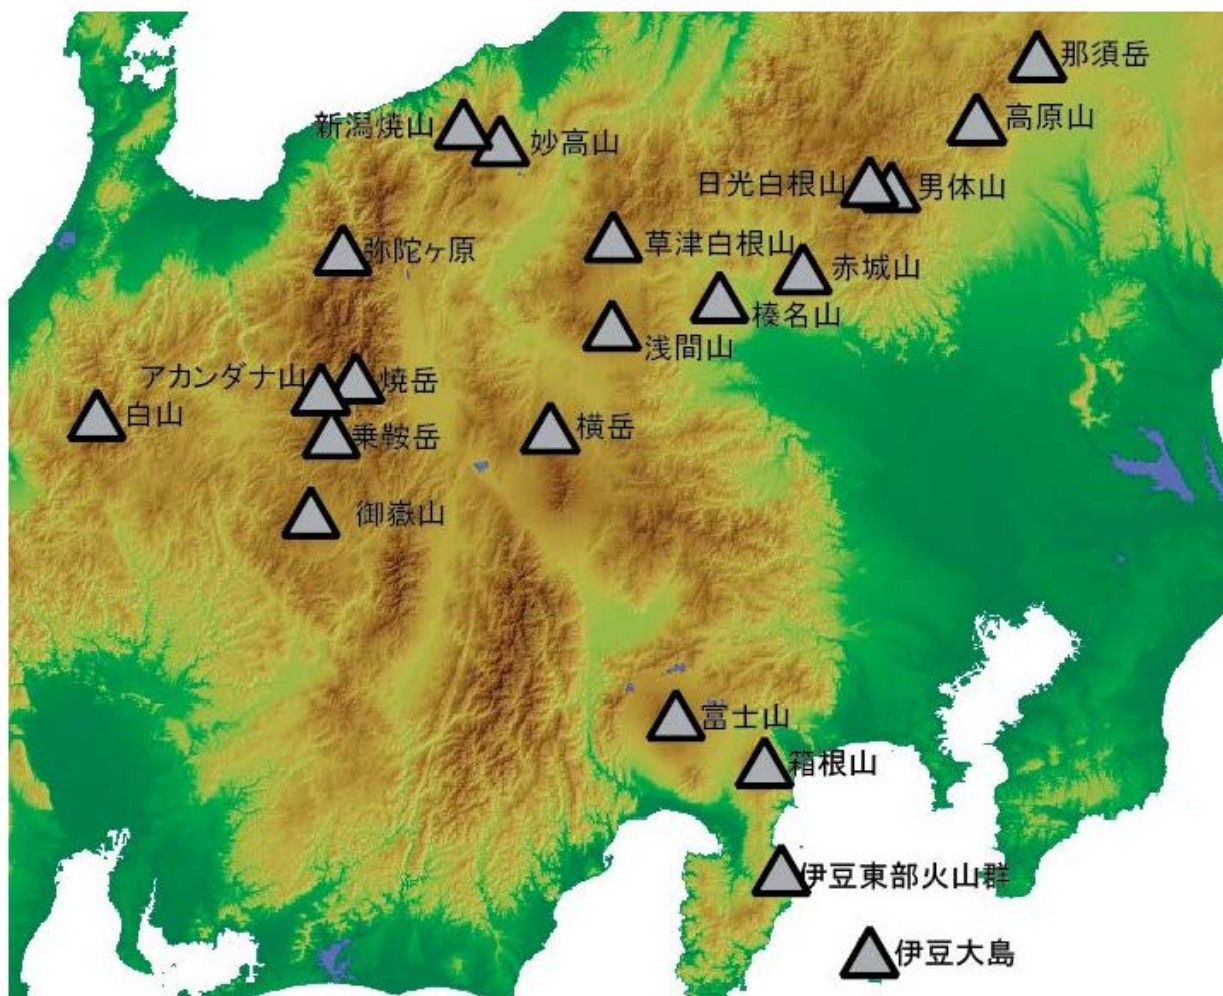 那須岳
高原山
新潟焼山
妙高山
日光白根山
男体山
弥陀ヶ原
草津白根山
赤城山
榛名山
浅間山
アカンダナ山
焼岳
白山
乗鞍岳
横岳
御嶽山
富士山
箱根山
伊豆東部火山群
伊豆大島